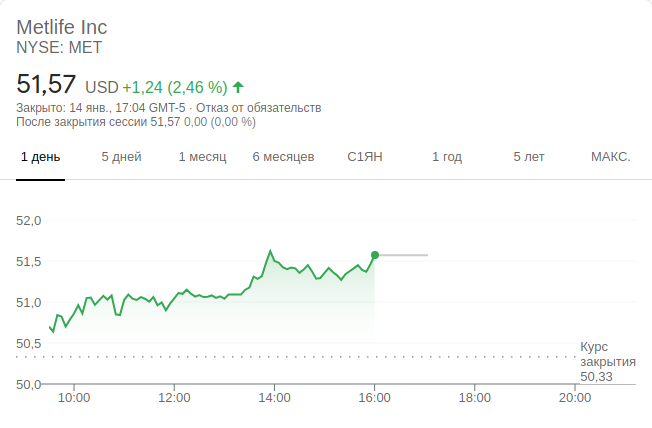 Metlife Inc
NYSE: MET
51,57 USD +1,24 (2,46 %)
Закрыто: 14 янв., 17:04 GMT-5 · Отказ от обязательств
После закрытия сессии 51,57 0,00 (0,00 %)
1 день 5 дней 1 месяц 6 месяцев С1ЯН 1 год 5 лет МАКС.
52,0
51,5
51,0
50,5
Курс
закрытия
50,33
50,0
10:00 12:00 14:00 16:00 18:00 20:00